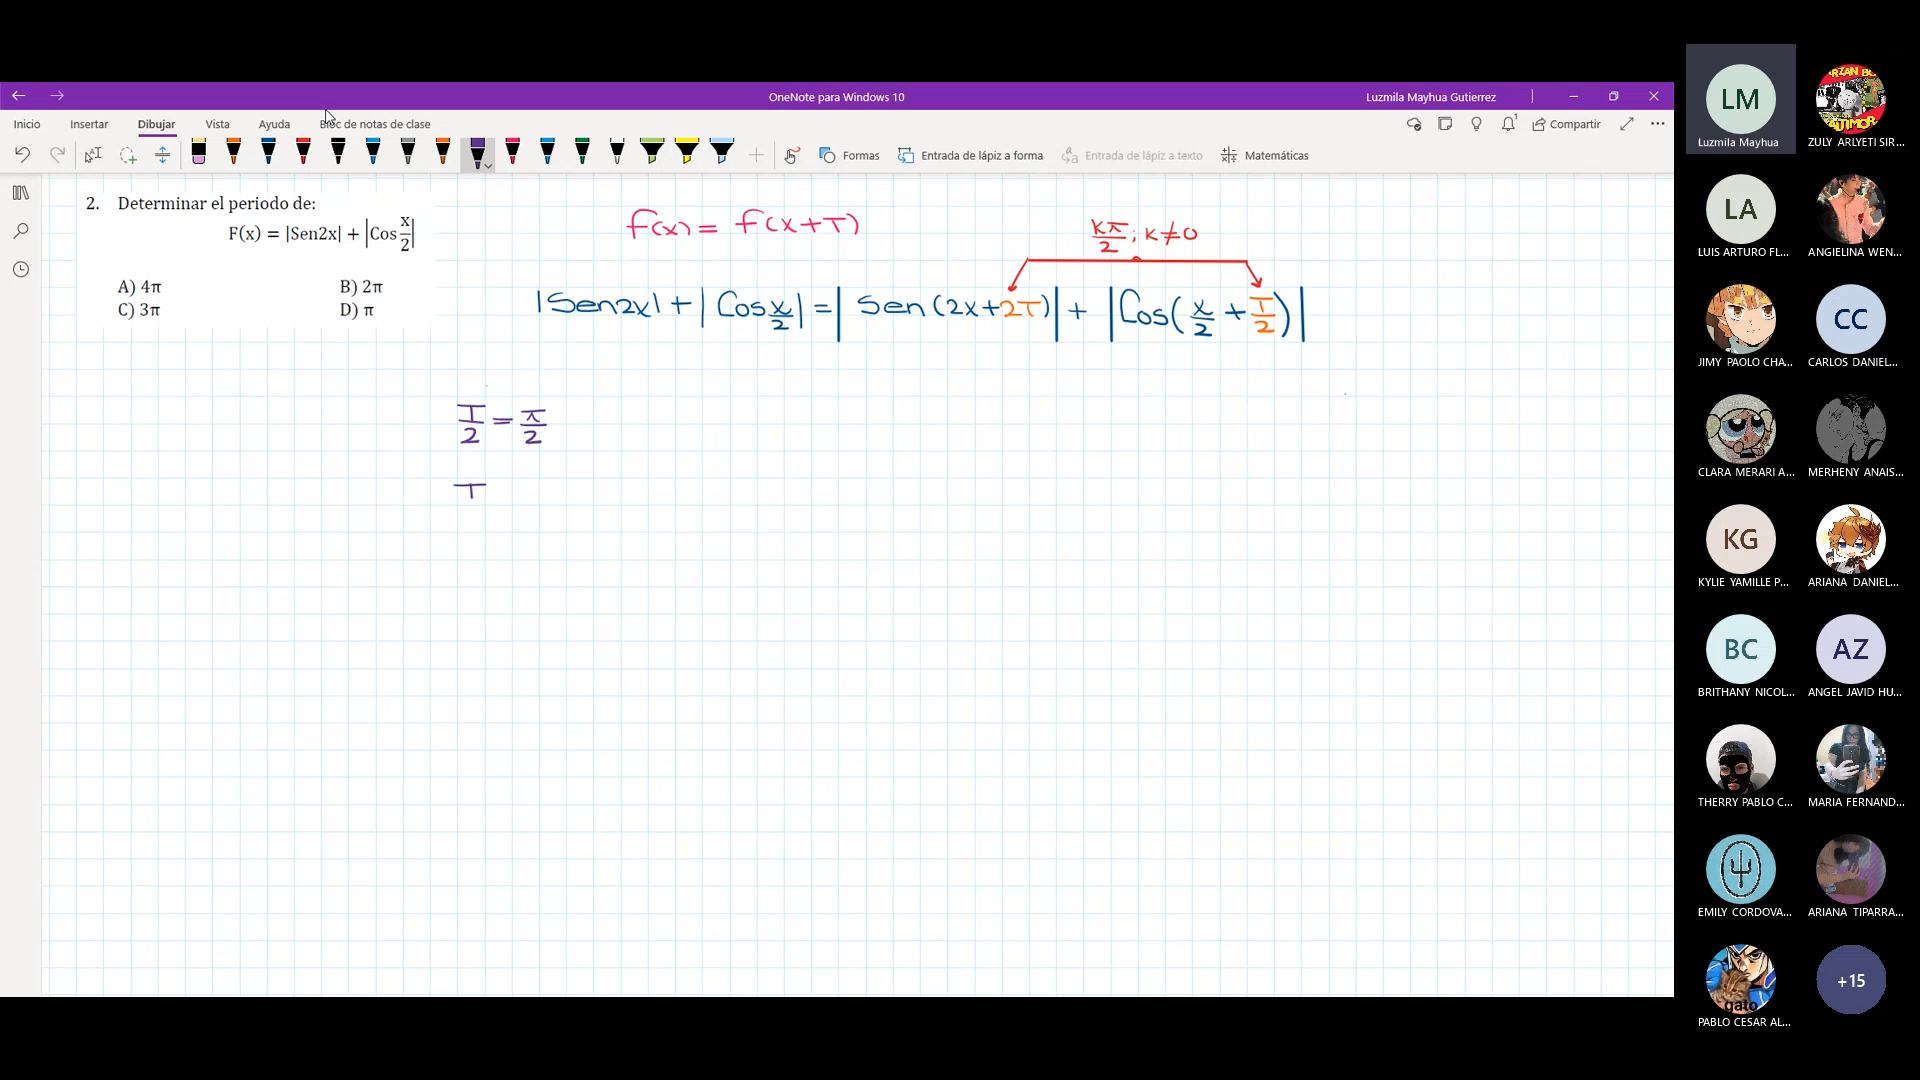 OneNote para Windows 10
Luzmila Mayhua Gutierrez
Inicio Insertar Dibujar Vista Ayuda Bloc de notas de clase
Compartir
Formas Entrada de lápiz a forma Entrada de lápiz a texto Matemáticas
2. Determinar el periodo de:
F(x) = |Sen2x| + |Cos x/2|
A) 4π B) 2π
C) 3π D) π
f(x) = f(x+T)
kπ/2 ; k≠0
|Sen2x| + |Cos x/2| = |Sen(2x+2T)| + |Cos(x/2 + T/2)|
T/2 = π/2
T
LM
Luzmila Mayhua
ZULY ARLYETI SIR...
LA
LUIS ARTURO FL...
ANGIELINA WEN...
JIMY PAOLO CHA...
CC
CARLOS DANIEL...
CLARA MERARI A...
MERHENY ANAIS...
KG
KYLIE YAMILLE P...
ARIANA DANIEL...
BC
BRITHANY NICOL...
AZ
ANGEL JAVID HU...
THERRY PABLO C...
MARIA FERNAND...
EMILY CORDOVA...
ARIANA TIPARRA...
gato
PABLO CESAR AL...
+15